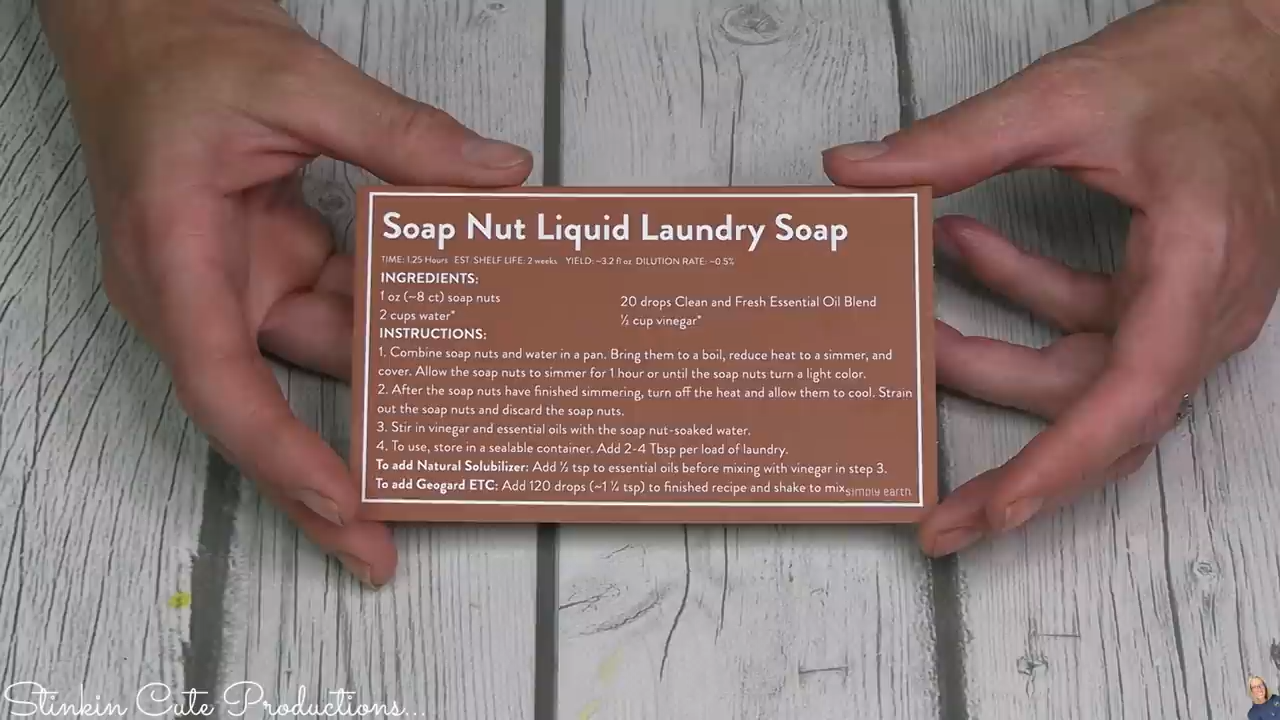 Soap Nut Liquid Laundry Soap
TIME: 1.25 Hours EST. SHELF LIFE: 2 weeks YIELD: ~3.2 fl oz DILUTION RATE: ~0.5%
INGREDIENTS:
1 oz (~8 ct) soap nuts
2 cups water*
20 drops Clean and Fresh Essential Oil Blend
½ cup vinegar*
INSTRUCTIONS:
1. Combine soap nuts and water in a pan. Bring them to a boil, reduce heat to a simmer, and
cover. Allow the soap nuts to simmer for 1 hour or until the soap nuts turn a light color.
2. After the soap nuts have finished simmering, turn off the heat and allow them to cool. Strain
out the soap nuts and discard the soap nuts.
3. Stir in vinegar and essential oils with the soap nut-soaked water.
4. To use, store in a sealable container. Add 2-4 Tbsp per load of laundry.
To add Natural Solubilizer: Add ½ tsp to essential oils before mixing with vinegar in step 3.
To add Geogard ETC: Add 120 drops (~1 ¼ tsp) to finished recipe and shake to mix.
simply earth
Stinkin Cute Productions...